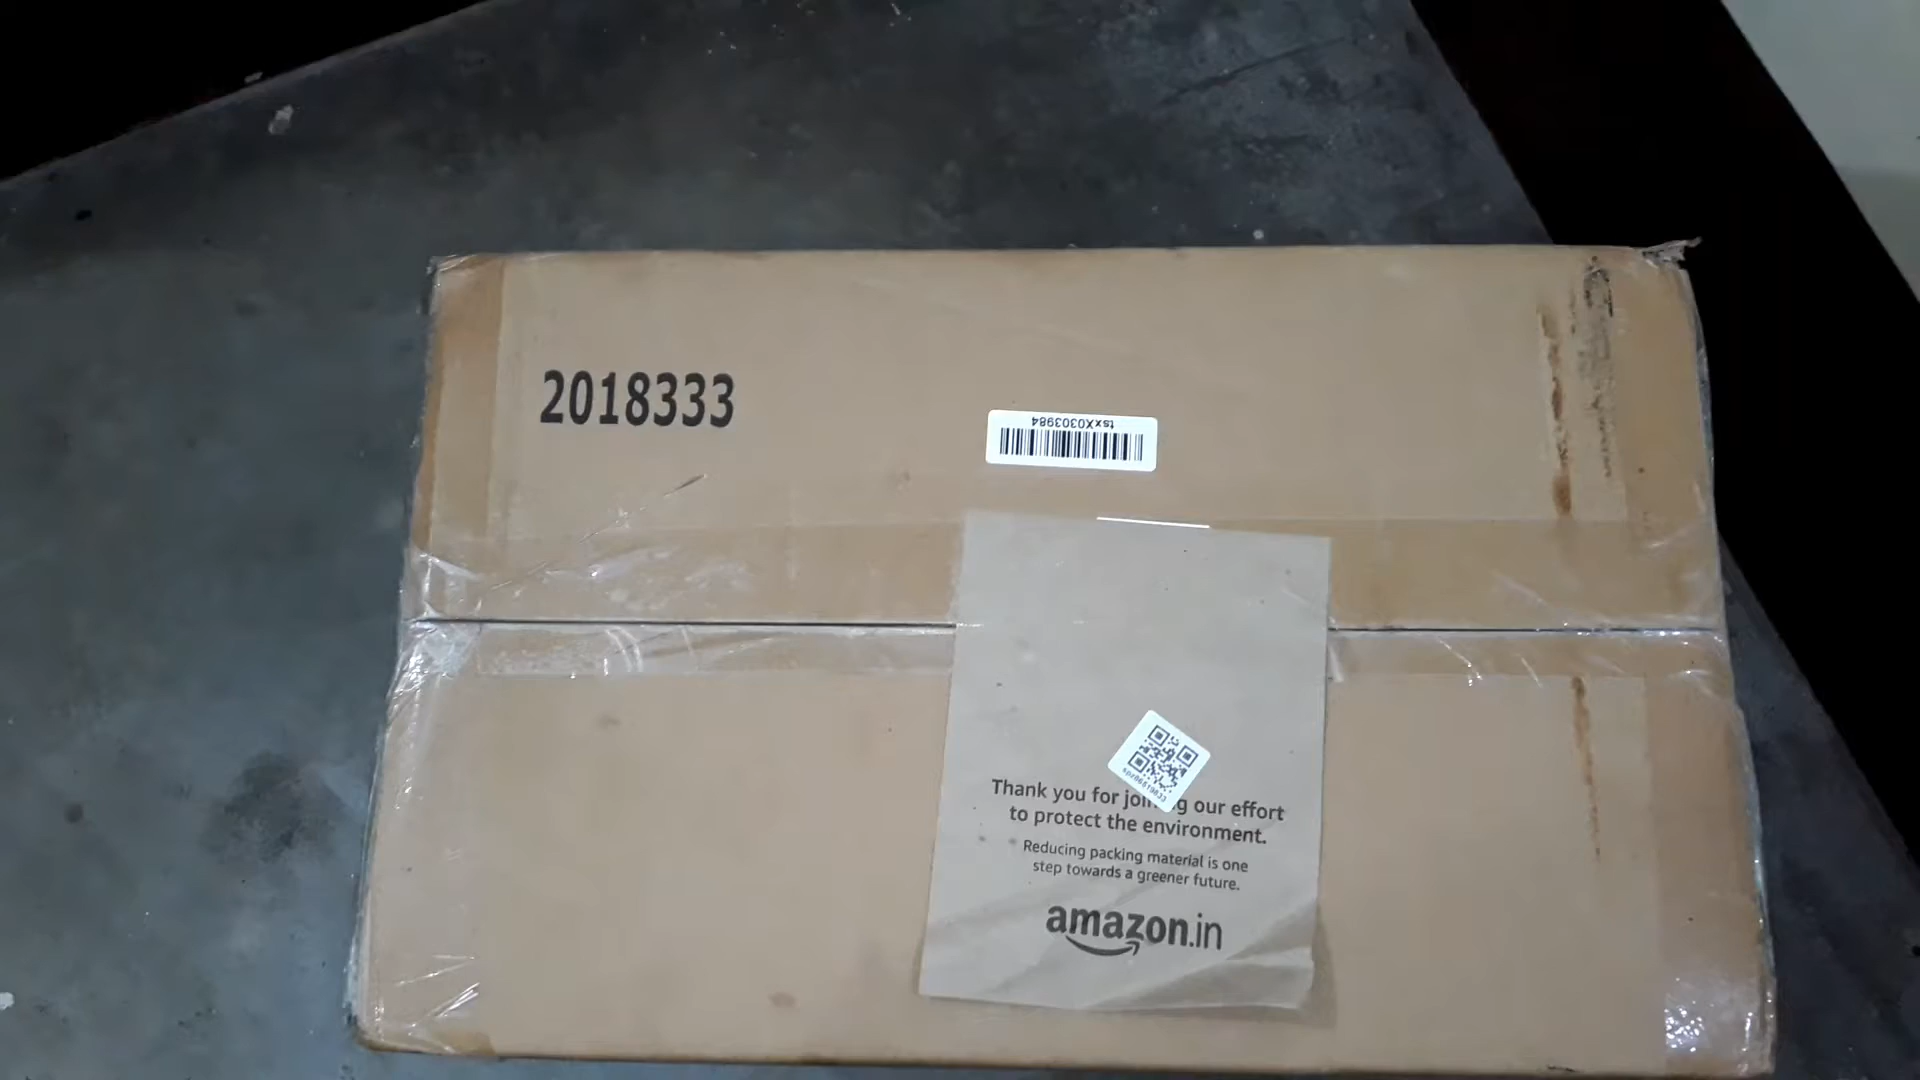 2018333
tsxX0303984
Thank you for joi g our effort
to protect the environment.
Reducing packing material is one
step towards a greener future.
amazon.in